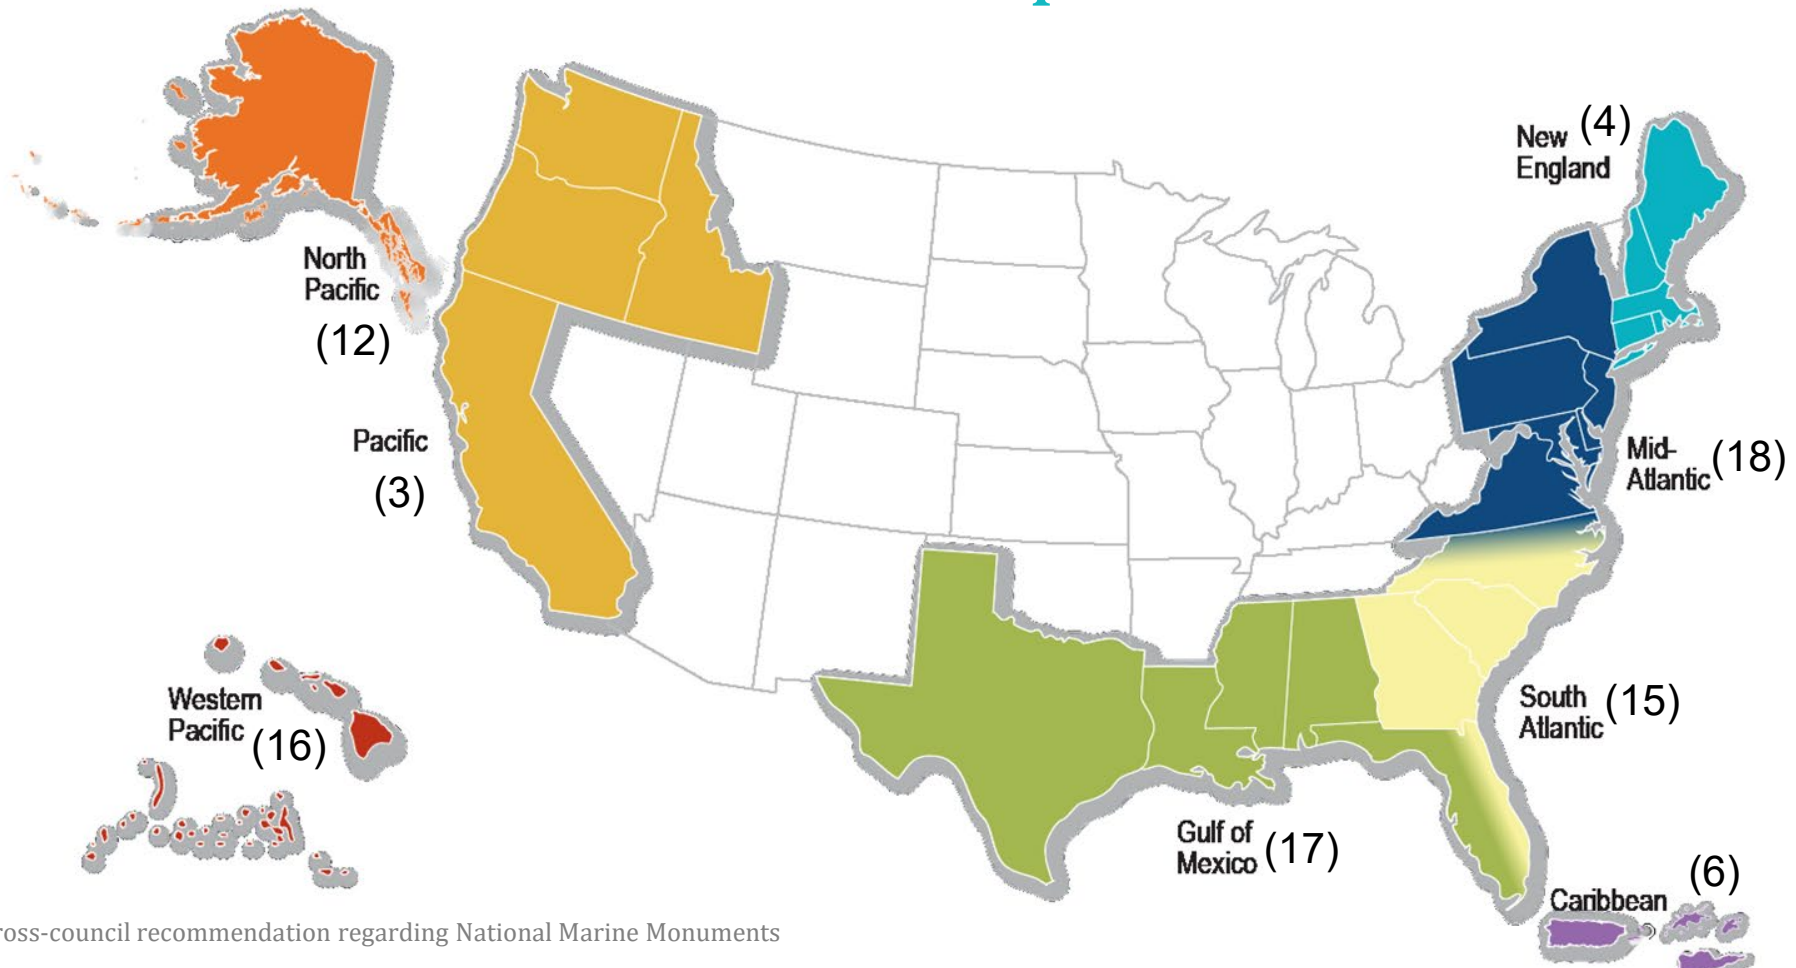 North
Pacific
(12)
Pacific
(3)
Western
Pacific (16)
New (4)
England
Mid-
Atlantic (18)
South
Atlantic (15)
Gulf of
Mexico (17)
Caribbean (6)
ross-council recommendation regarding National Marine Monuments